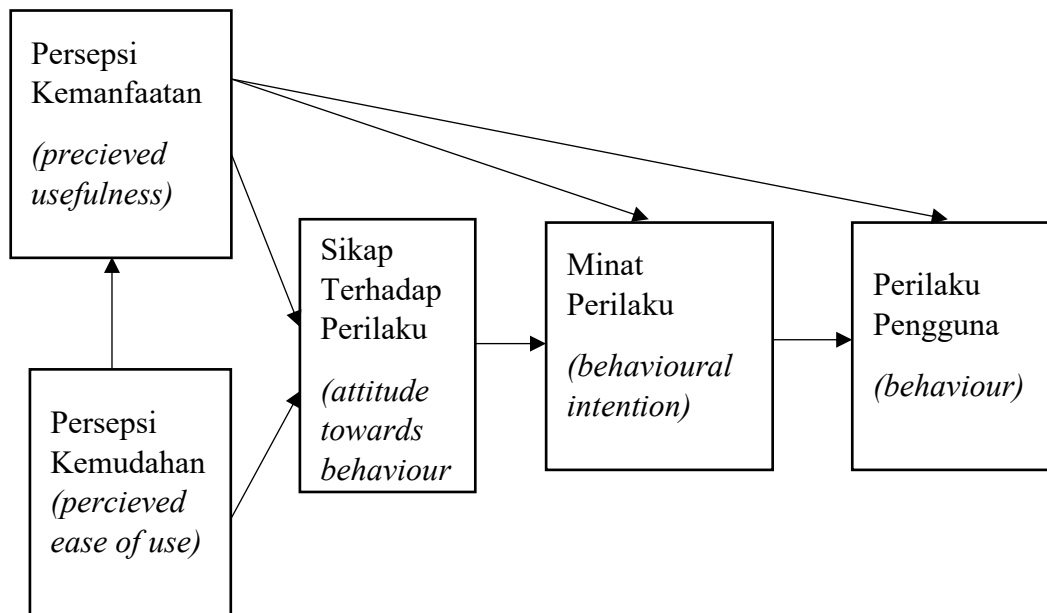 Persepsi
Kemanfaatan
(precieved
usefulness)
Sikap
Terhadap
Perilaku
(attitude
towards
behaviour
Minat
Perilaku
(behavioural
intention)
Perilaku
Pengguna
(behaviour)
Persepsi
Kemudahan
(percieved
ease of use)